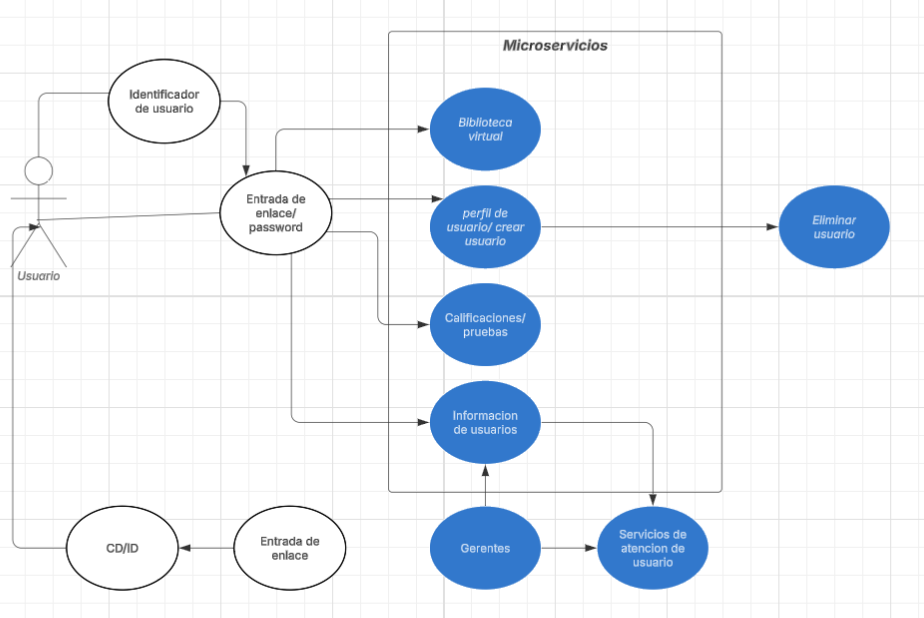 Microservicios
Identificador
de usuario
Biblioteca
virtual
Entrada de
enlace/
password
perfil de
usuario/ crear
usuario
Eliminar
usuario
Usuario
Calificaciones/
pruebas
Informacion
de usuarios
CD/ID
Entrada de
enlace
Gerentes
Servicios de
atencion de
usuario